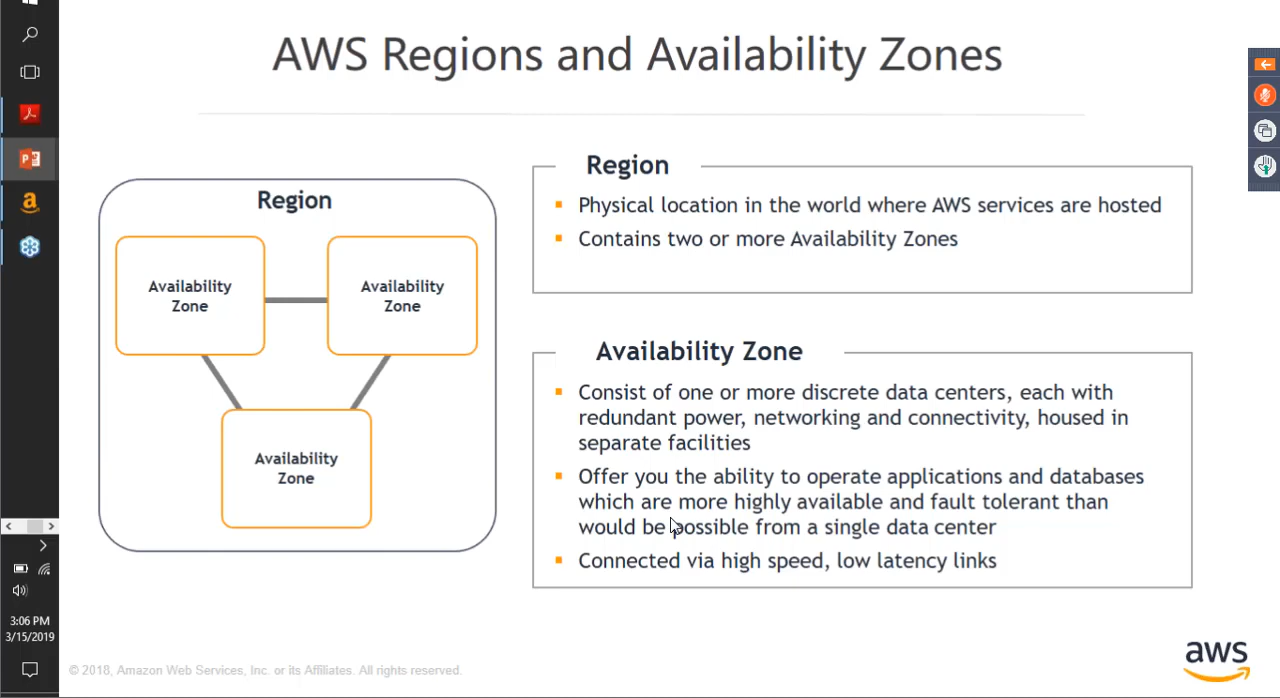 AWS Regions and Availability Zones
Region
Availability
Zone
Availability
Zone
Availability
Zone
Region
Physical location in the world where AWS services are hosted
Contains two or more Availability Zones
Availability Zone
Consist of one or more discrete data centers, each with
redundant power, networking and connectivity, housed in
separate facilities
Offer you the ability to operate applications and databases
which are more highly available and fault tolerant than
would be possible from a single data center
Connected via high speed, low latency links
3:06 PM
3/15/2019
© 2018, Amazon Web Services, Inc. or its Affiliates. All rights reserved.
aws